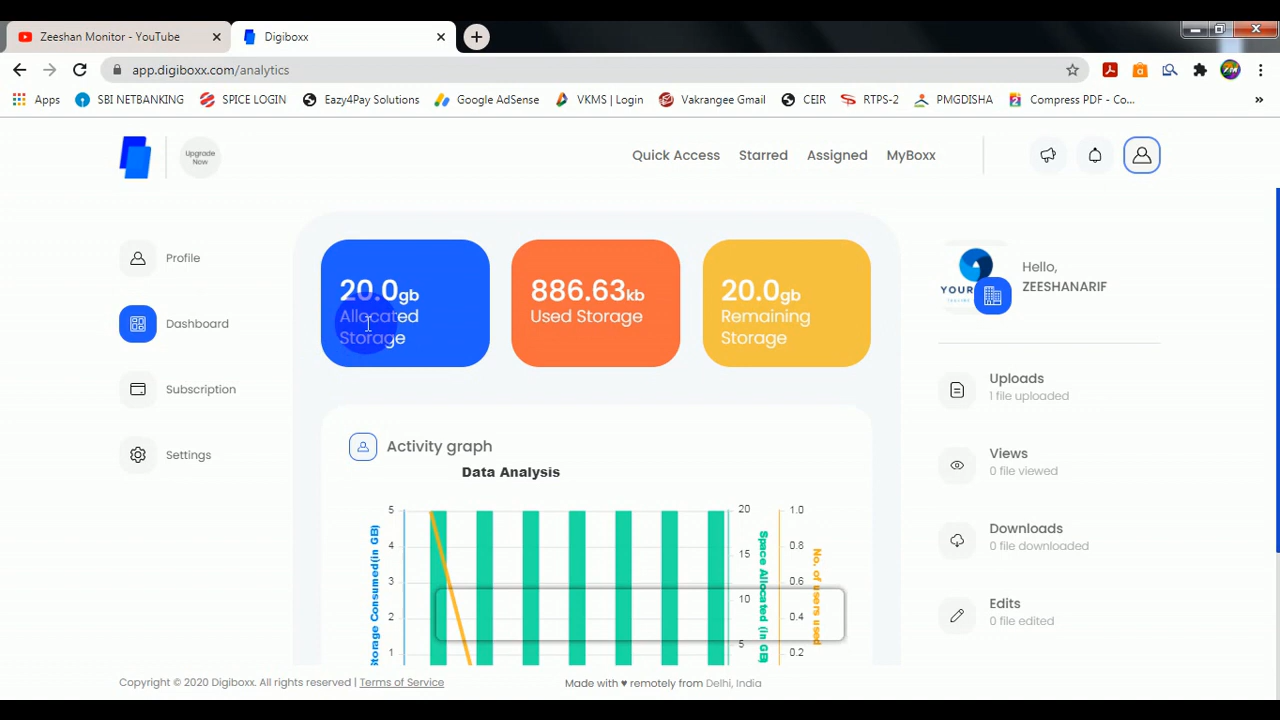 Zeeshan Monitor - YouTube
Digiboxx
app.digiboxx.com/analytics
Apps
SBI NETBANKING
SPICE LOGIN
Eazy4Pay Solutions
Google AdSense
VKMS | Login
Vakrangee Gmail
CEIR
RTPS-2
PMGDISHA
Compress PDF - Co...
Upgrade
Now
Quick Access
Starred
Assigned
MyBoxx
Profile
Dashboard
Subscription
Settings
20.0gb
Allocated
Storage
886.63kb
Used Storage
20.0gb
Remaining
Storage
Activity graph
Data Analysis
5
4
3
2
1
Storage Consumed(in GB)
20
15
10
5
Space Allocated (in GB)
1.0
0.8
0.6
0.4
0.2
No. of users used
YOUR
Hello,
ZEESHANARIF
Uploads
1 file uploaded
Views
0 file viewed
Downloads
0 file downloaded
Edits
0 file edited
Copyright © 2020 Digiboxx. All rights reserved | Terms of Service
Made with ♥ remotely from Delhi, India